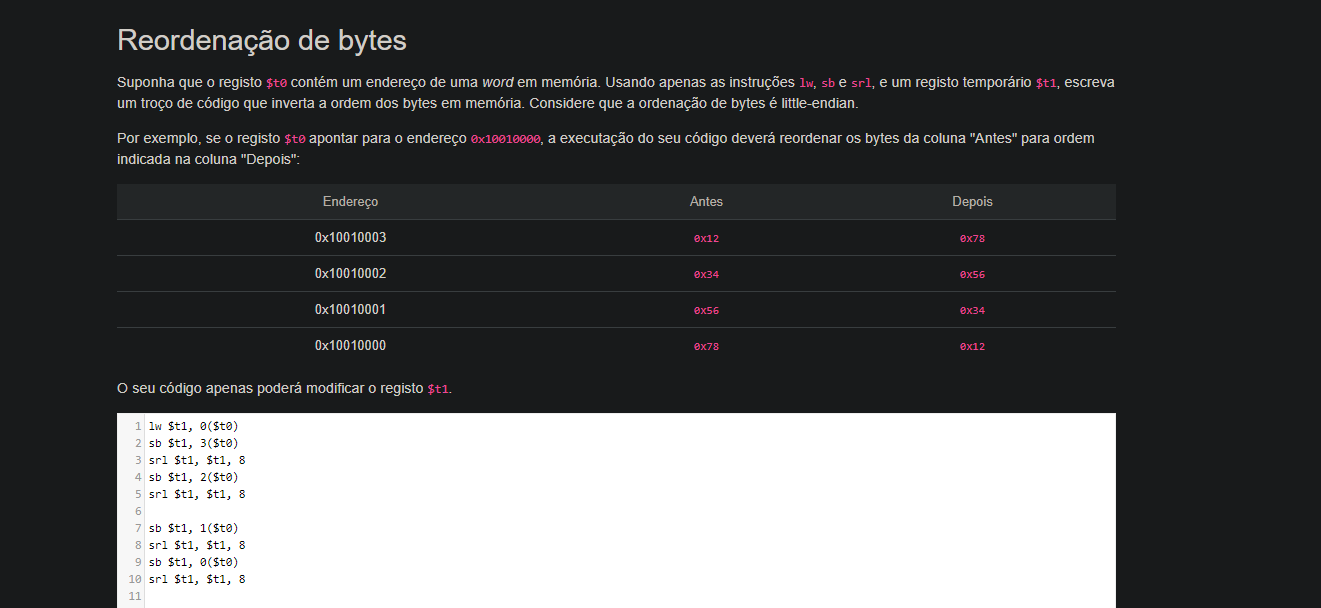 Reordenação de bytes
Suponha que o registo $t0 contém um endereço de uma word em memória. Usando apenas as instruções lw, sb e srl, e um registo temporário $t1, escreva
um troço de código que inverta a ordem dos bytes em memória. Considere que a ordenação de bytes é little-endian.
Por exemplo, se o registo $t0 apontar para o endereço 0x10010000, a executação do seu código deverá reordenar os bytes da coluna "Antes" para ordem
indicada na coluna "Depois":
Endereço Antes Depois
0x10010003 0x12 0x78
0x10010002 0x34 0x56
0x10010001 0x56 0x34
0x10010000 0x78 0x12
O seu código apenas poderá modificar o registo $t1.
1 lw $t1, 0($t0)
2 sb $t1, 3($t0)
3 srl $t1, $t1, 8
4 sb $t1, 2($t0)
5 srl $t1, $t1, 8
6
7 sb $t1, 1($t0)
8 srl $t1, $t1, 8
9 sb $t1, 0($t0)
10 srl $t1, $t1, 8
11